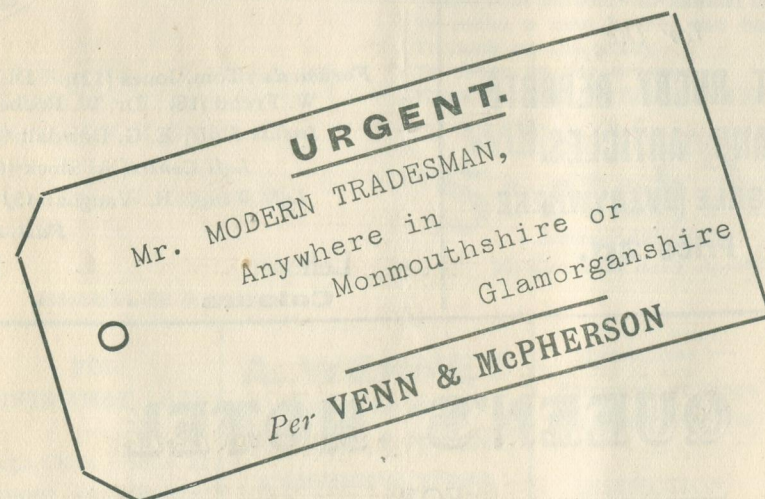 URGENT.
Mr. MODERN TRADESMAN,
Anywhere in
Monmouthshire or
Glamorganshire
Per VENN & McPHERSON